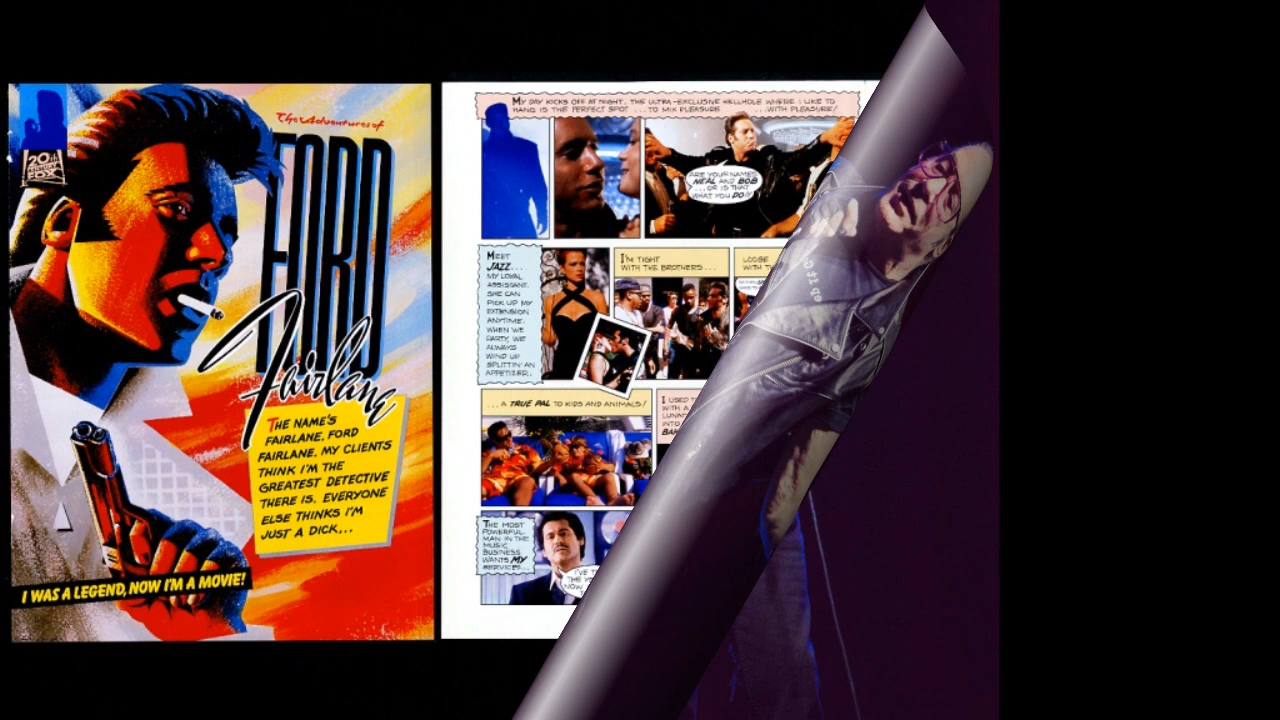 The Adventures of
FORD
Fairlane
20th
CENTURY
FOX
THE NAME'S
FAIRLANE, FORD
FAIRLANE. MY CLIENTS
THINK I'M THE
GREATEST DETECTIVE
THERE IS. EVERYONE
ELSE THINKS I'M
JUST A DICK...
I WAS A LEGEND, NOW I'M A MOVIE!
MY DAY KICKS OFF AT NIGHT. THE ULTRA-EXCLUSIVE HELLHOLE WHERE I LIKE TO
HANG IS THE PERFECT SPOT ...TO MIX PLEASURE ...WITH PLEASURE!
ARE YOUR NAMES
NEAL AND BOB
...OR IS THAT
WHAT YOU DO?
MEET
JAZZ...
MY LOYAL
ASSISTANT.
SHE CAN
PICK UP MY
EXTENSION
ANYTIME.
WHEN WE
PARTY, WE
ALWAYS
WIND UP
SPLITTIN' AN
APPETIZER.
I'M TIGHT
WITH THE BROTHERS...
LOOSE
WITH
...A TRUE PAL TO KIDS AND ANIMALS!
I USED
WITH A
INTO
THE MOST
POWERFUL
MAN IN THE
MUSIC
BUSINESS
WANTS MY
SERVICES...
THE
NOW